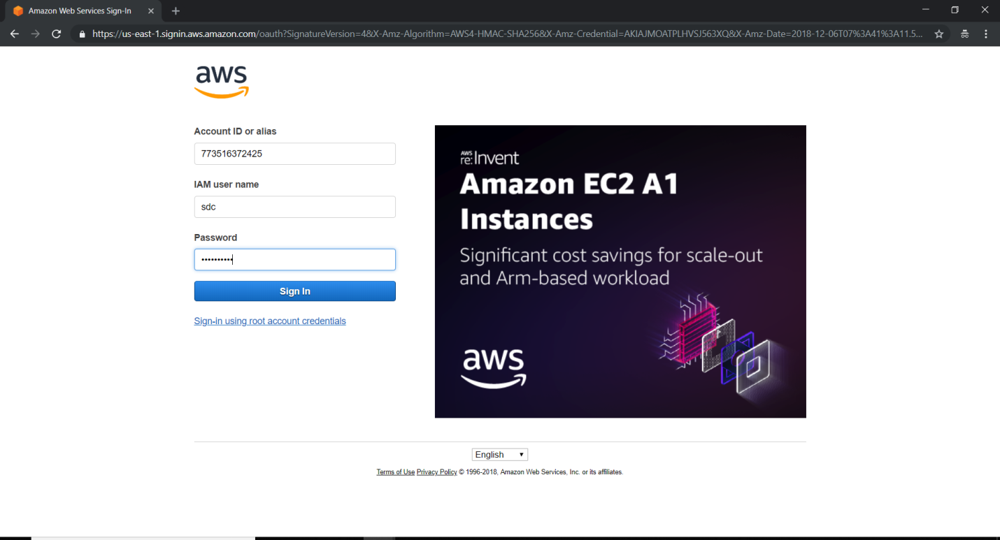 Amazon Web Services Sign-In
https://us-east-1.signin.aws.amazon.com/oauth?SignatureVersion=4&X-Amz-Algorithm=AWS4-HMAC-SHA256&X-Amz-Credential=AKIAJMOATPLHVSJ563XQ&X-Amz-Date=2018-12-06T07%3A41%3A11.5...
aws
Account ID or alias
773516372425
IAM user name
sdc
Password
••••••••••
Sign In
Sign-in using root account credentials
AWS
re:Invent
Amazon EC2 A1
Instances
Significant cost savings for scale-out
and Arm-based workload
aws
English
Terms of Use Privacy Policy © 1996-2018, Amazon Web Services, Inc. or its affiliates.